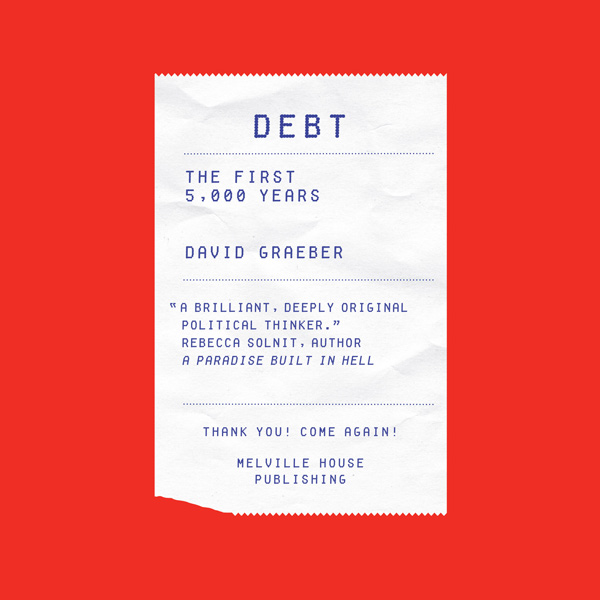 DEBT
THE FIRST
5,000 YEARS
DAVID GRAEBER
"A BRILLIANT, DEEPLY ORIGINAL
POLITICAL THINKER."
REBECCA SOLNIT, AUTHOR
A PARADISE BUILT IN HELL
THANK YOU! COME AGAIN!
MELVILLE HOUSE
PUBLISHING